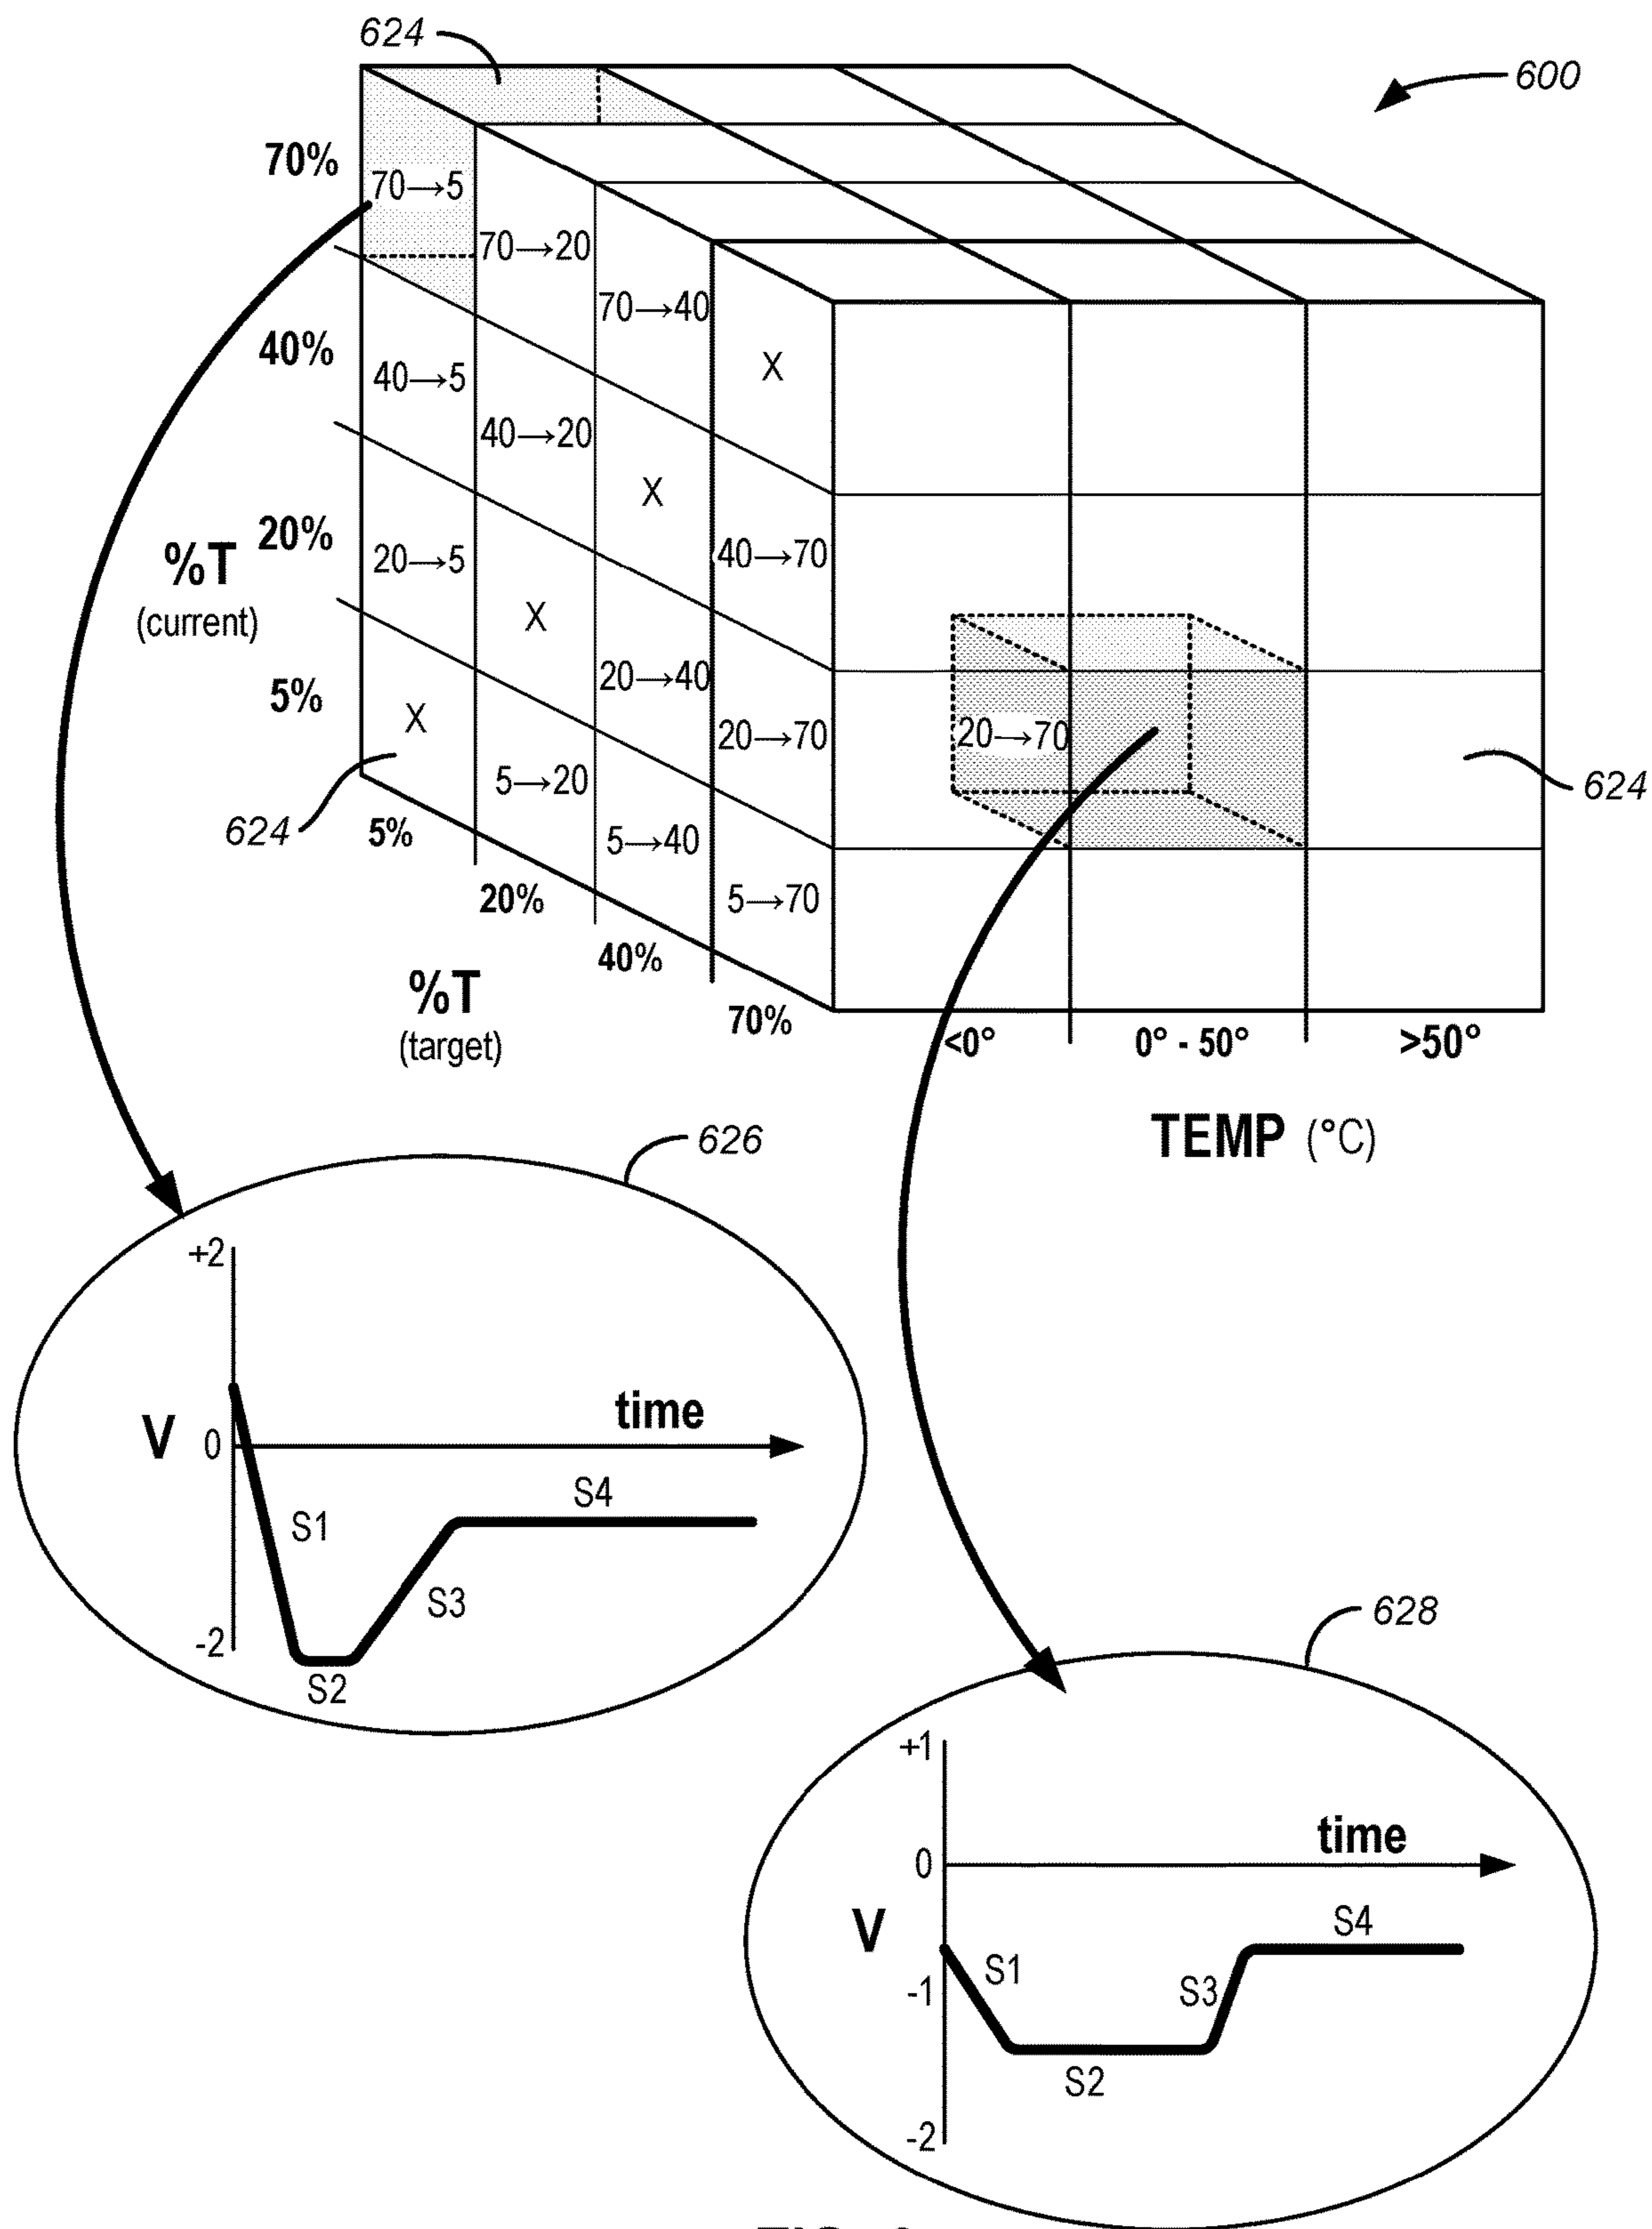 624
600
70%
70→5
70→20
70→40
X
40%
40→5
40→20
X
40→70
20%
%T
(current)
20→5
X
20→40
20→70
20→70
5%
X
5→20
5→40
5→70
624
624
5%
20%
40%
70%
%T
(target)
<0°
0° - 50°
>50°
TEMP (°C)
626
+2
time
V
0
S1
S4
S3
-2
S2
628
+1
time
0
V
S4
S1
S3
-1
S2
-2